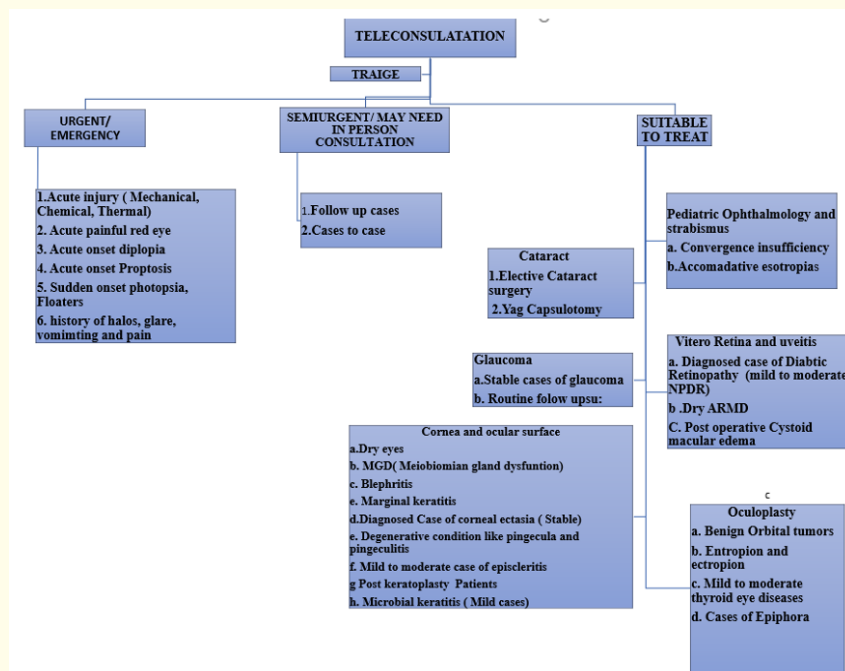 TELECONSULATATION
TRAIGE
URGENT/
EMERGENCY
SEMIURGENT/ MAY NEED
IN PERSON
CONSULTATION
SUITABLE
TO TREAT
1.Acute injury ( Mechanical,
Chemical, Thermal)
2. Acute painful red eye
3. Acute onset diplopia
4. Acute onset Proptosis
5. Sudden onset photopsia,
Floaters
6. history of halos, glare,
vomimting and pain
1.Follow up cases
2.Cases to case
Pediatric Ophthalmology and
strabismus
a. Convergence insufficiency
b.Accomadative esotropias
Cataract
1.Elective Cataract
surgery
2.Yag Capsulotomy
Vitero Retina and uveitis
a. Diagnosed case of Diabtic
Retinopathy (mild to moderate
NPDR)
b .Dry ARMD
C. Post operative Cystoid
macular edema
Glaucoma
a.Stable cases of glaucoma
b. Routine folow upsu:
Cornea and ocular surface
a.Dry eyes
b. MGD( Meiobiomian gland dysfuntion)
c. Blephritis
e. Marginal keratitis
d.Diagnosed Case of corneal ectasia ( Stable)
e. Degenerative condition like pingecula and
pingeculitis
f. Mild to moderate case of episcleritis
g Post keratoplasty Patients
h. Microbial keratitis ( Mild cases)
c
Oculoplasty
a. Benign Orbital tumors
b. Entropion and
ectropion
c. Mild to moderate
thyroid eye diseases
d. Cases of Epiphora